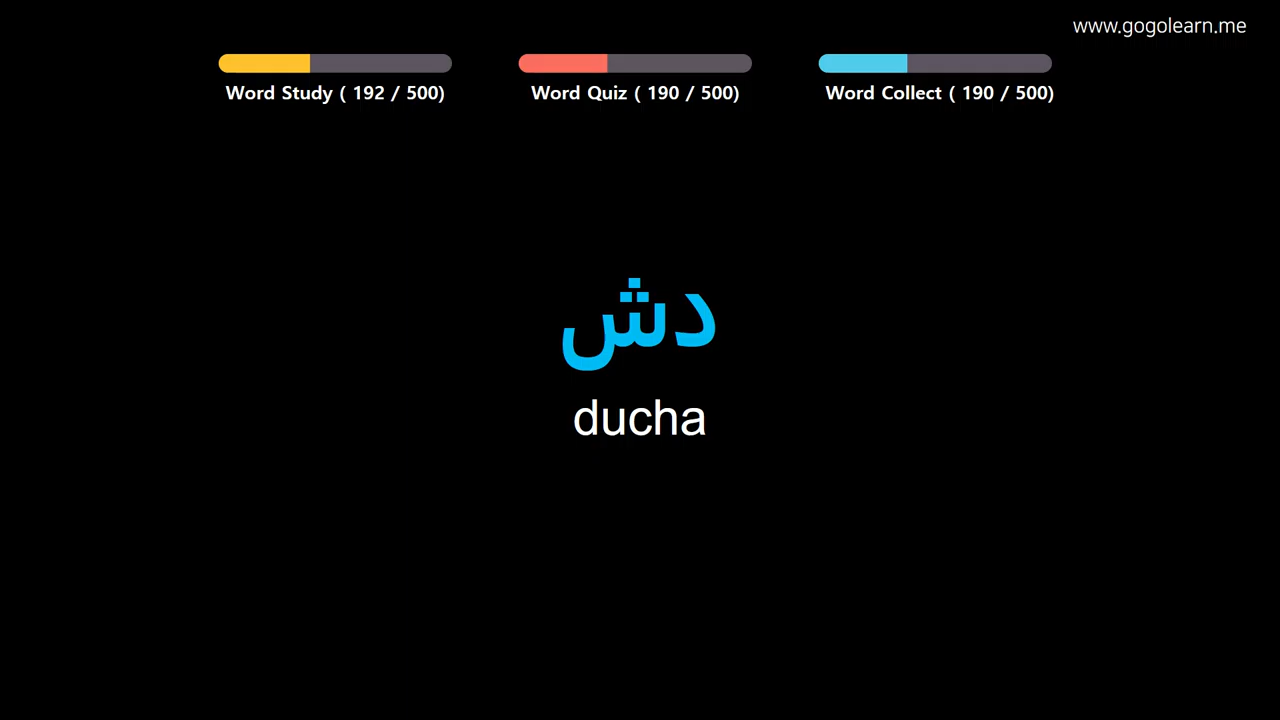 www.gogolearn.me
Word Study ( 192 / 500)
Word Quiz ( 190 / 500)
Word Collect ( 190 / 500)
دش
ducha